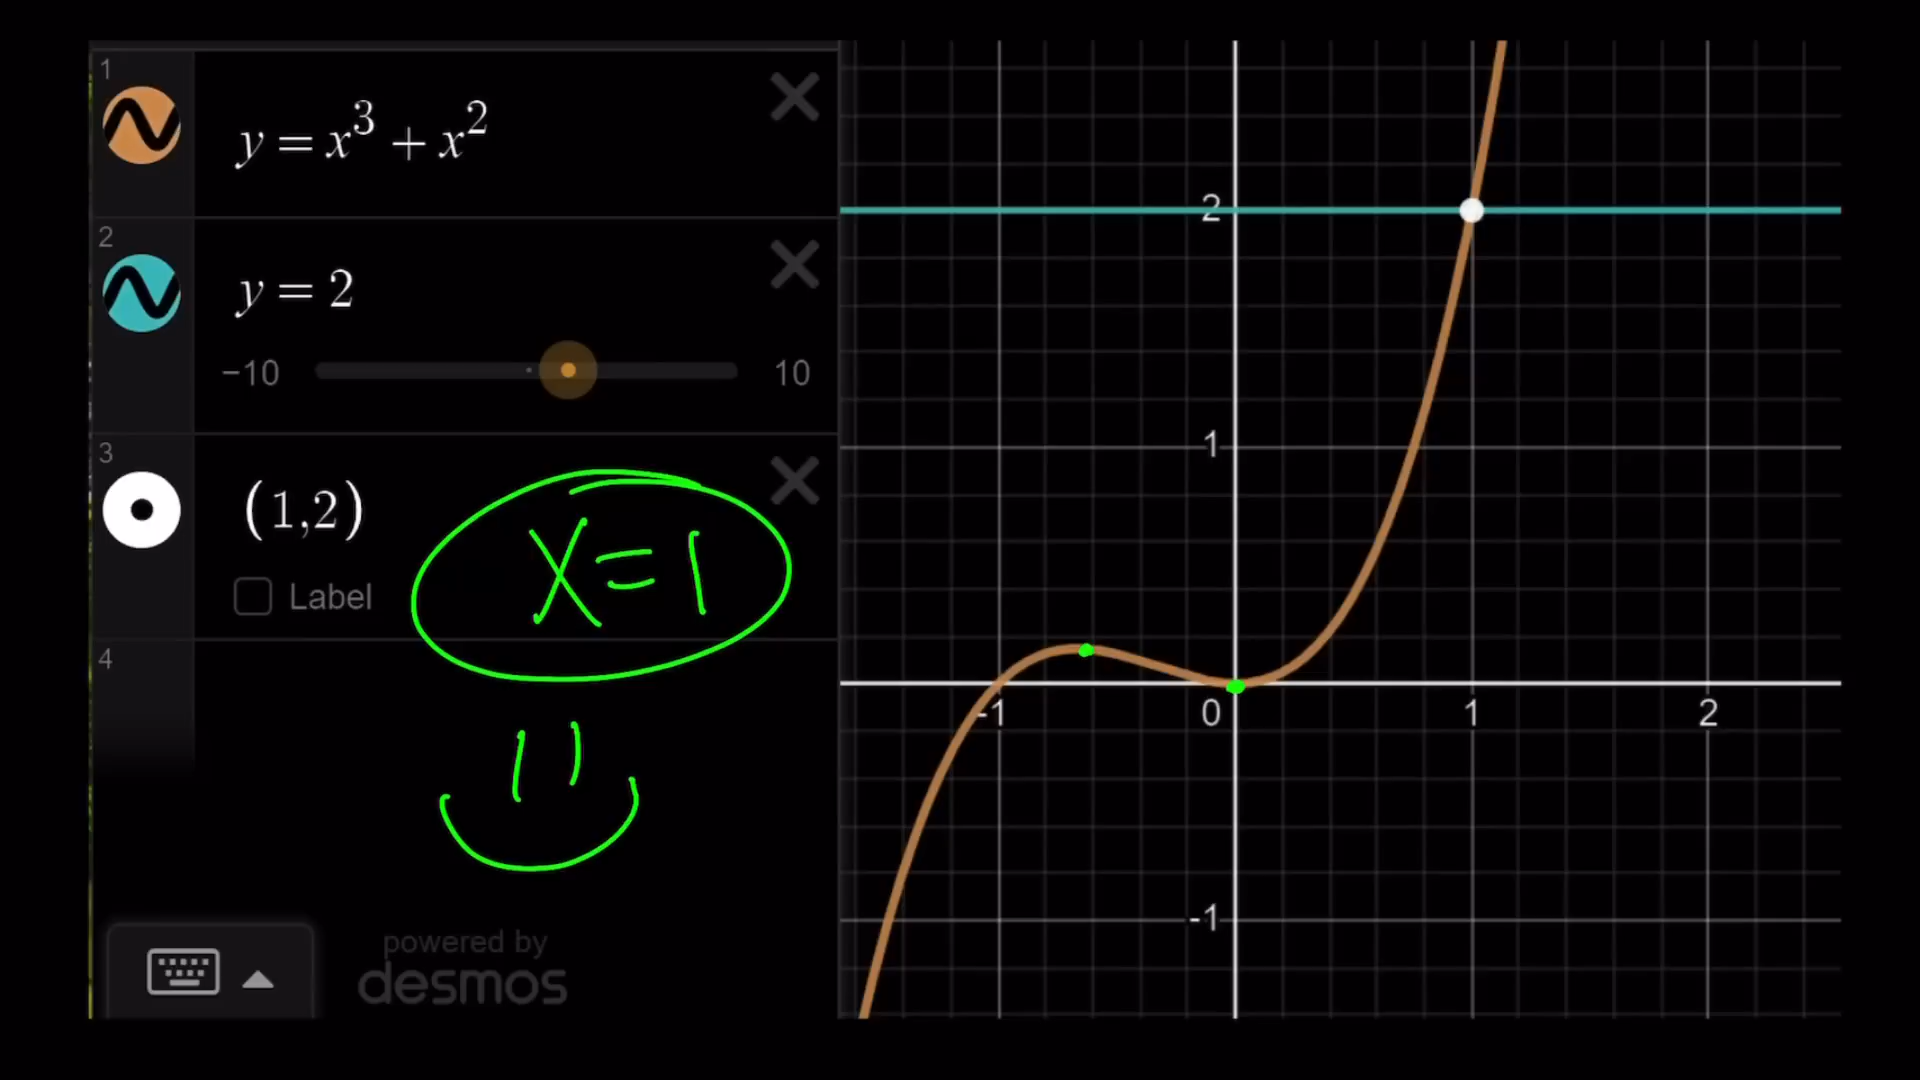 1
y = x³ + x²
2
y = 2
−10
10
3
(1,2)
X=1
Label
4
powered by
desmos
2
1
-1
0
1
2
-1